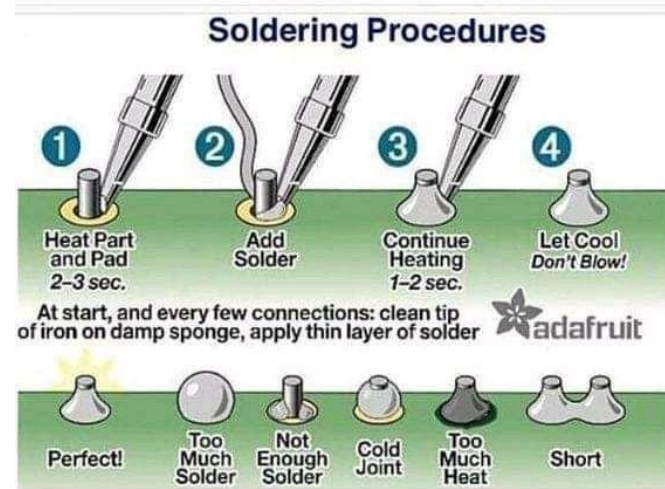 Soldering Procedures
1
2
3
4
Heat Part
and Pad
2–3 sec.
Add
Solder
Continue
Heating
1–2 sec.
Let Cool
Don't Blow!
At start, and every few connections: clean tip
of iron on damp sponge, apply thin layer of solder
adafruit
Perfect!
Too
Much
Solder
Not
Enough
Solder
Cold
Joint
Too
Much
Heat
Short